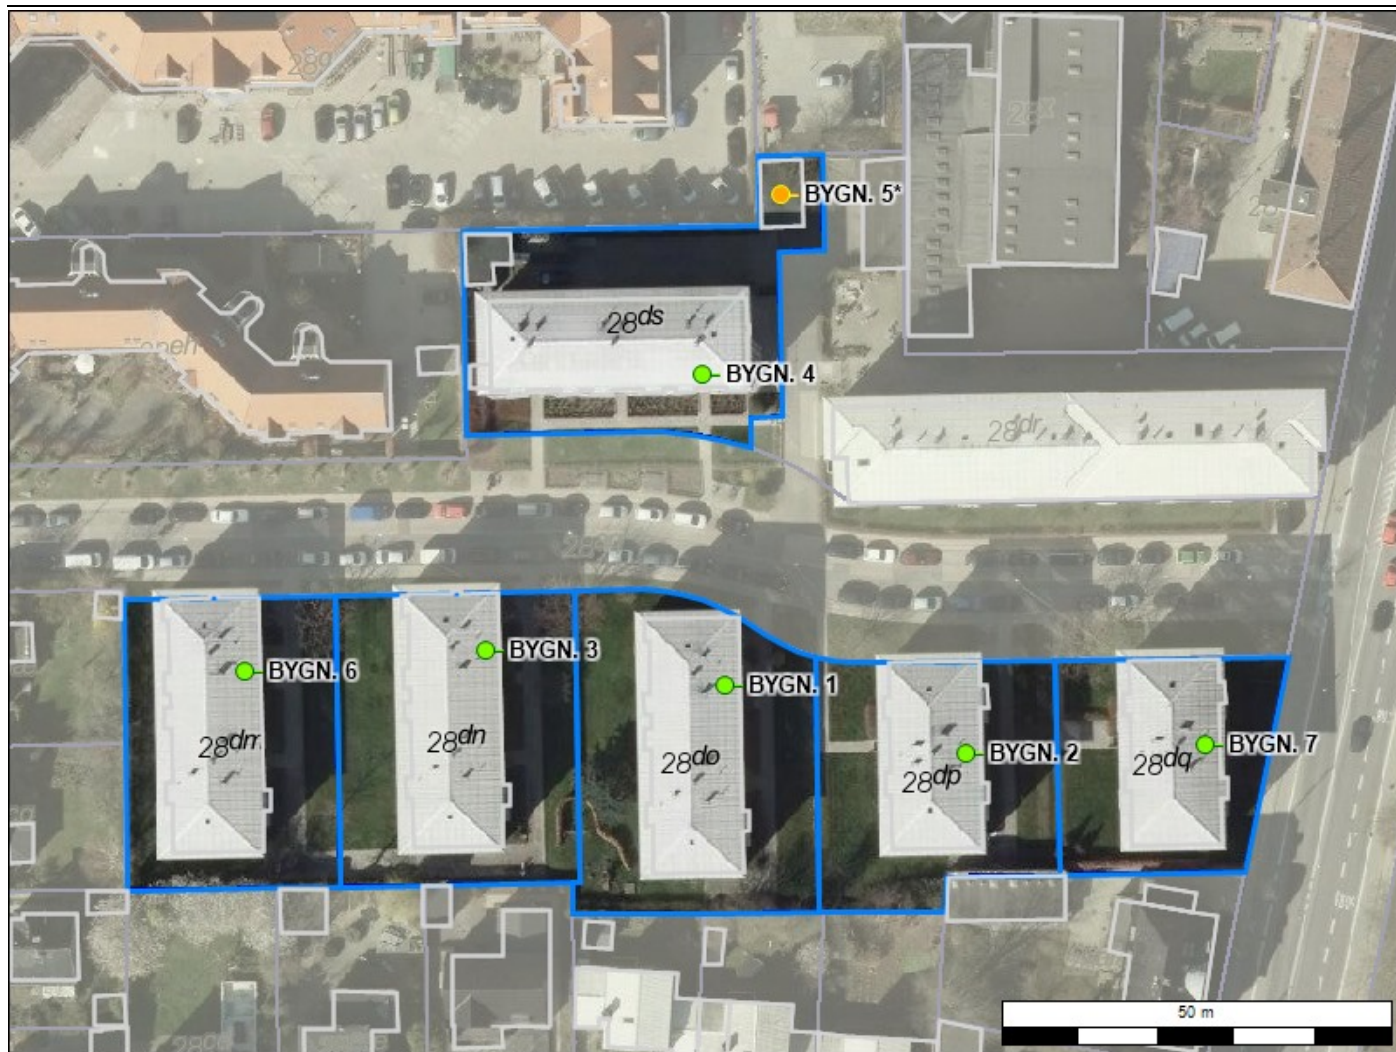 BYGN. 5*
28ds
BYGN. 4
28dr
BYGN. 6
BYGN. 3
BYGN. 1
28dm
28dn
28do
28dp
BYGN. 2
28dq
BYGN. 7
50 m